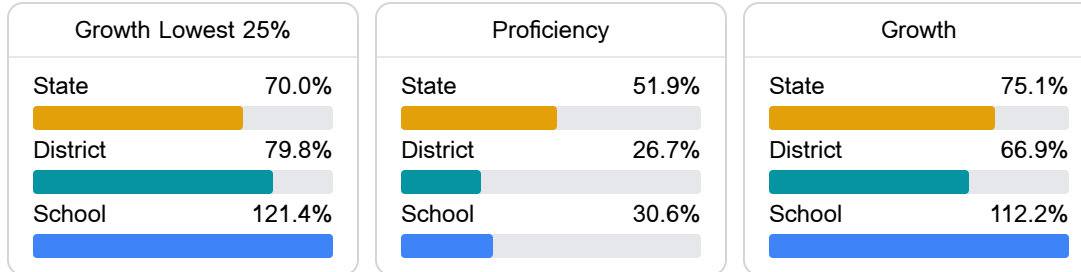 Growth Lowest 25%
State 70.0%
District 79.8%
School 121.4%
Proficiency
State 51.9%
District 26.7%
School 30.6%
Growth
State 75.1%
District 66.9%
School 112.2%